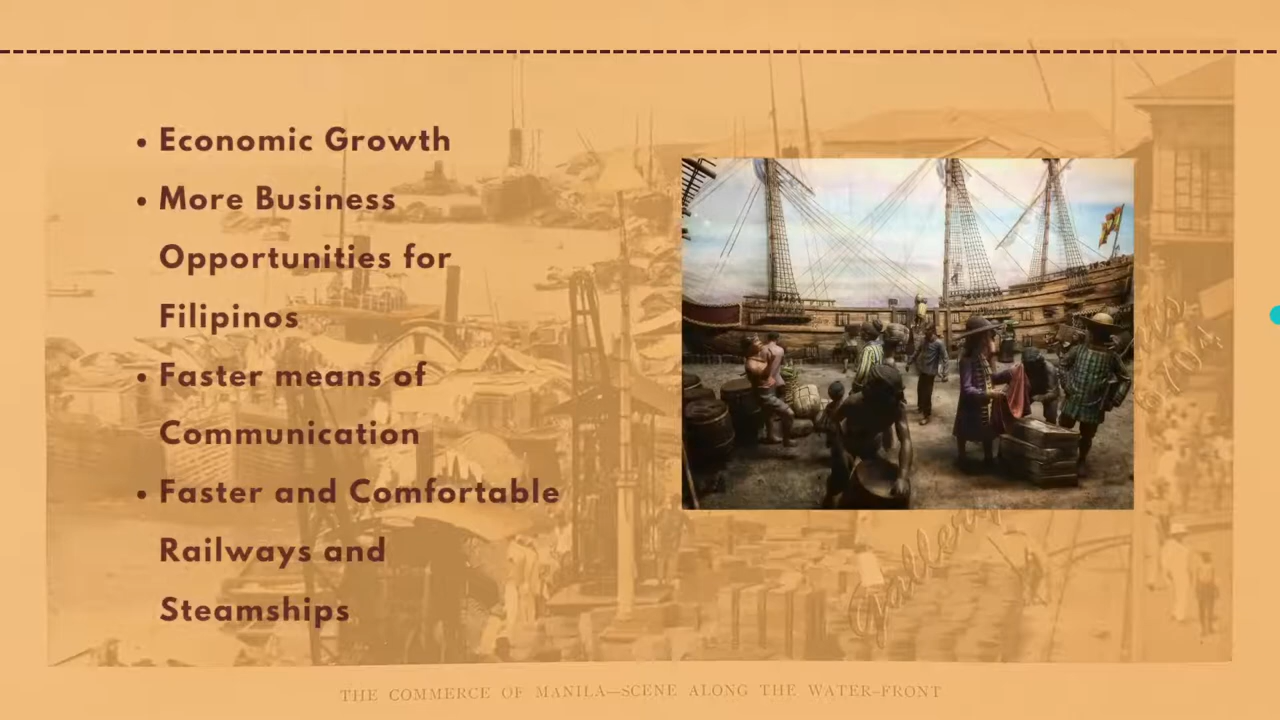 • Economic Growth
• More Business
Opportunities for
Filipinos
• Faster means of
Communication
• Faster and Comfortable
Railways and
Steamships
Gallery
THE COMMERCE OF MANILA—SCENE ALONG THE WATER-FRONT